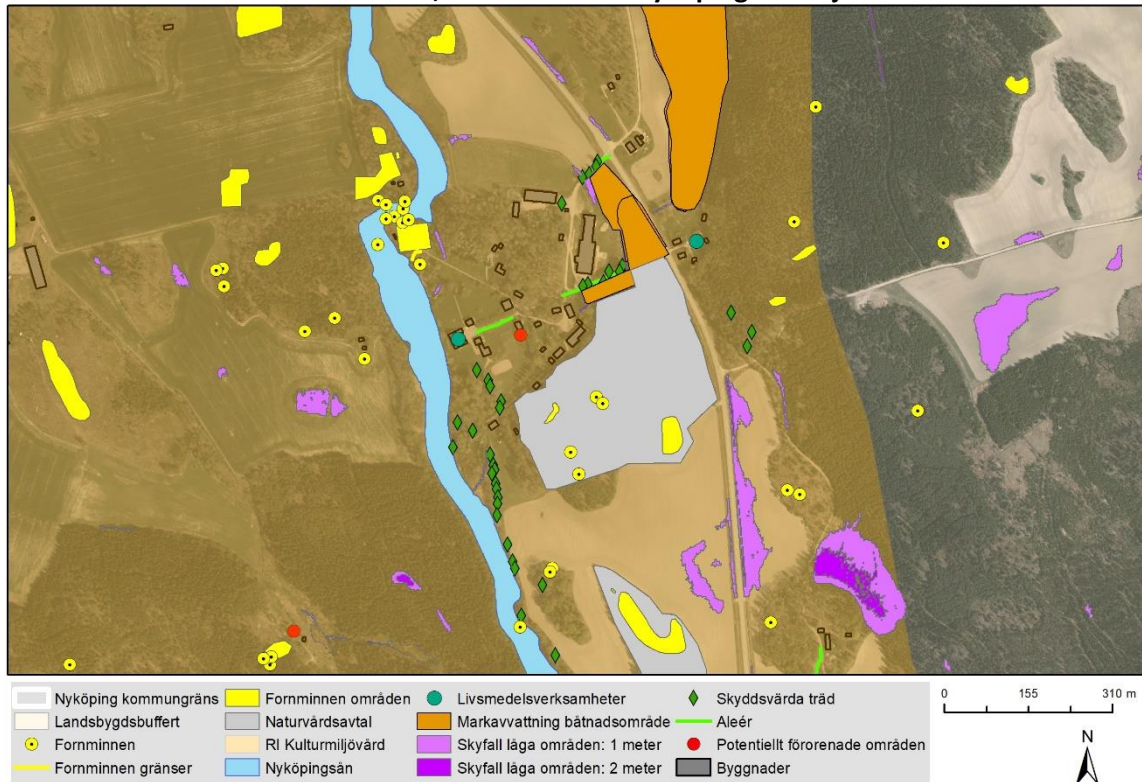 Nyköping kommungräns
Landsbygdsbuffert
Fornminnen
Fornminnen gränser
Fornminnen områden
Naturvårdsavtal
RI Kulturmiljövård
Nyköpingsån
Livsmedelsverksamheter
Markavvattning båtnadsområde
Skyfall låga områden: 1 meter
Skyfall låga områden: 2 meter
Skyddsvärda träd
Aleér
Potentiellt förorenade områden
Byggnader
0 155 310 m
N